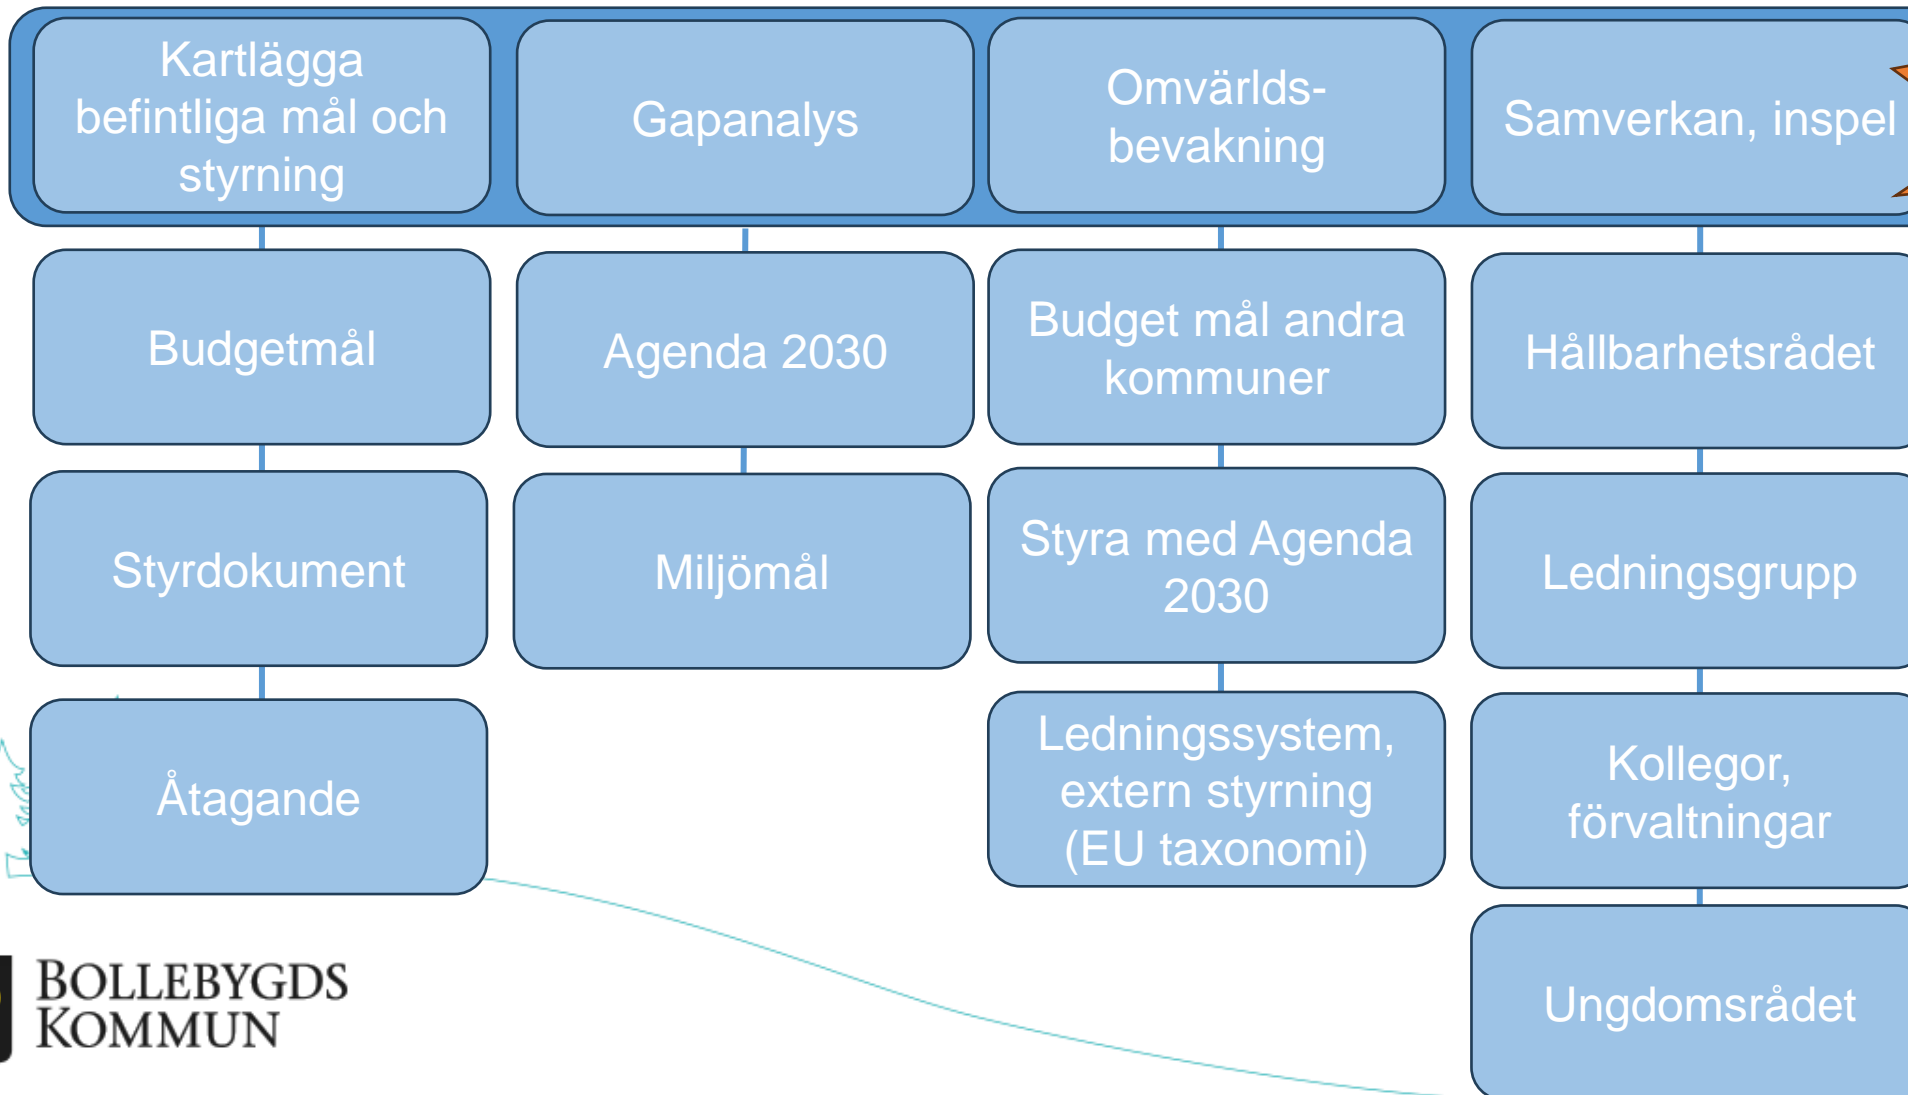 Kartlägga
befintliga mål och
styrning
Gapanalys
Omvärlds-
bevakning
Samverkan, inspel
Budgetmål
Agenda 2030
Budget mål andra
kommuner
Hållbarhetsrådet
Styrdokument
Miljömål
Styra med Agenda
2030
Ledningsgrupp
Åtagande
Ledningssystem,
extern styrning
(EU taxonomi)
Kollegor,
förvaltningar
Ungdomsrådet
BOLLEBYGDS
KOMMUN